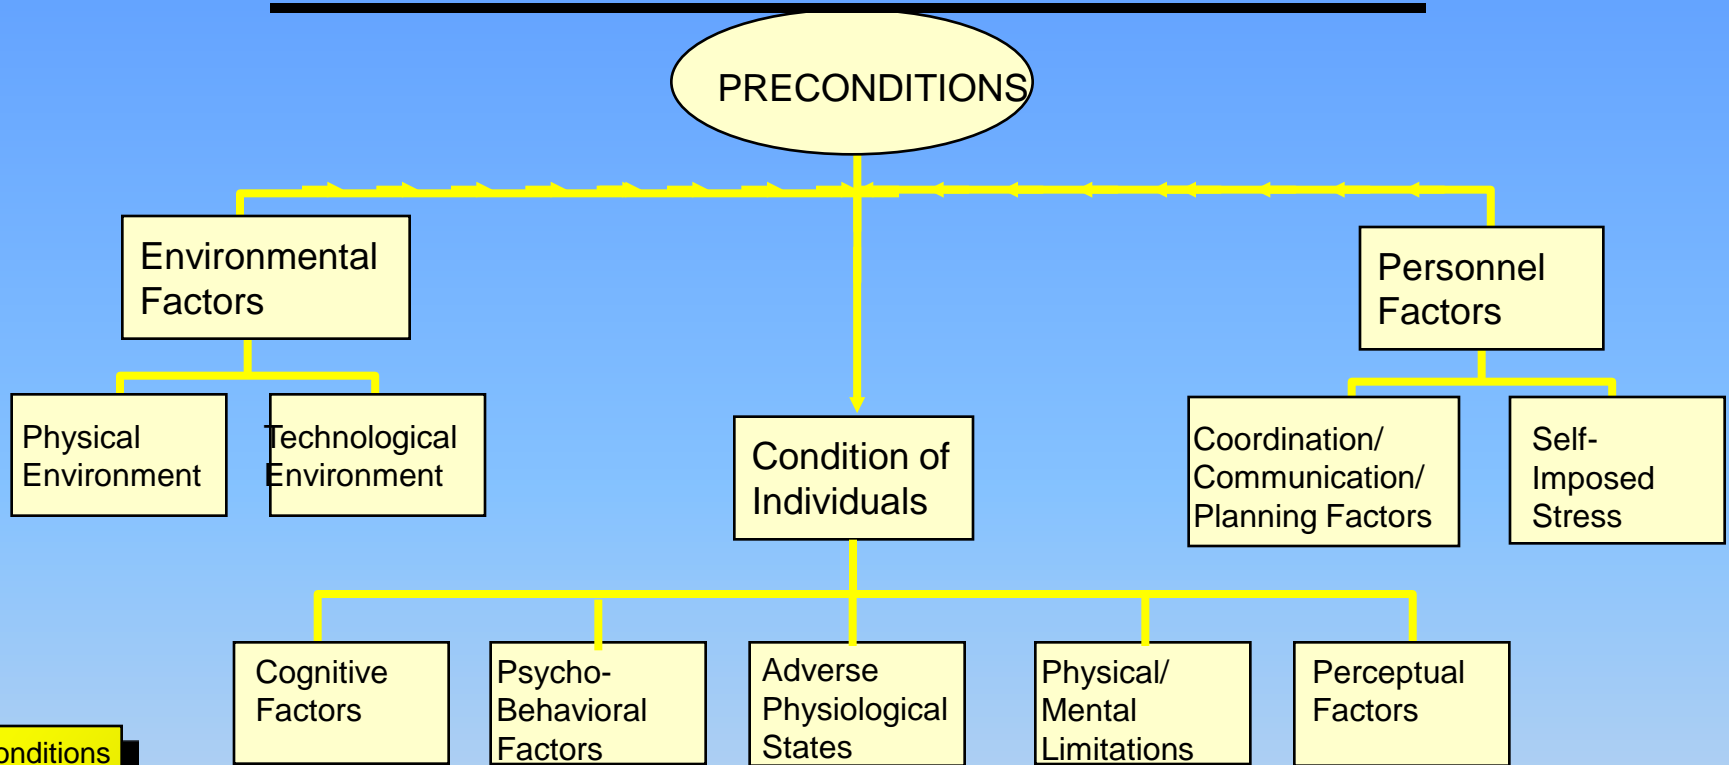 PRECONDITIONS
Environmental
Factors
Personnel
Factors
Physical
Environment
Technological
Environment
Condition of
Individuals
Coordination/
Communication/
Planning Factors
Self-
Imposed
Stress
Cognitive
Factors
Psycho-
Behavioral
Factors
Adverse
Physiological
States
Physical/
Mental
Limitations
Perceptual
Factors
onditions